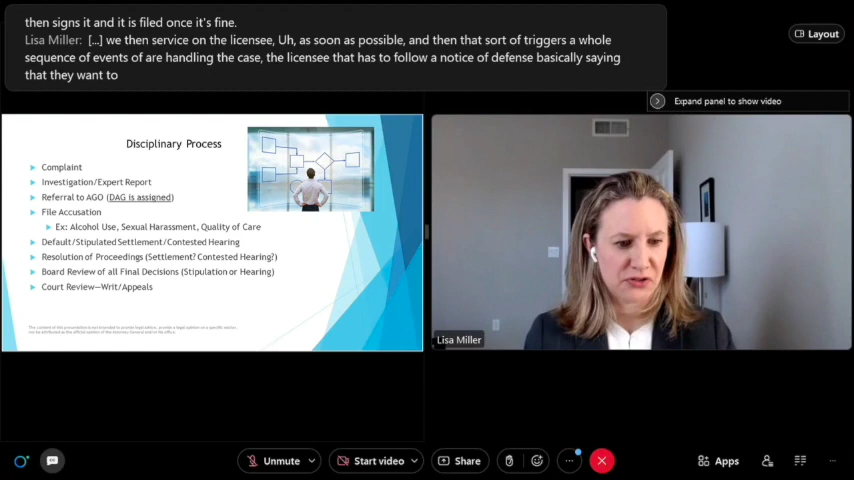 then signs it and it is filed once it's fine.
Lisa Miller: [...] we then service on the licensee, Uh, as soon as possible, and then that sort of triggers a whole
sequence of events of are handling the case, the licensee that has to follow a notice of defense basically saying
that they want to
Layout
Expand panel to show video
Disciplinary Process
Complaint
Investigation/Expert Report
Referral to AGO (DAG is assigned)
File Accusation
Ex: Alcohol Use, Sexual Harassment, Quality of Care
Default/Stipulated Settlement/Contested Hearing
Resolution of Proceedings (Settlement? Contested Hearing?)
Board Review of all Final Decisions (Stipulation or Hearing)
Court Review—Writ/Appeals
Lisa Miller
Unmute
Start video
Share
Apps